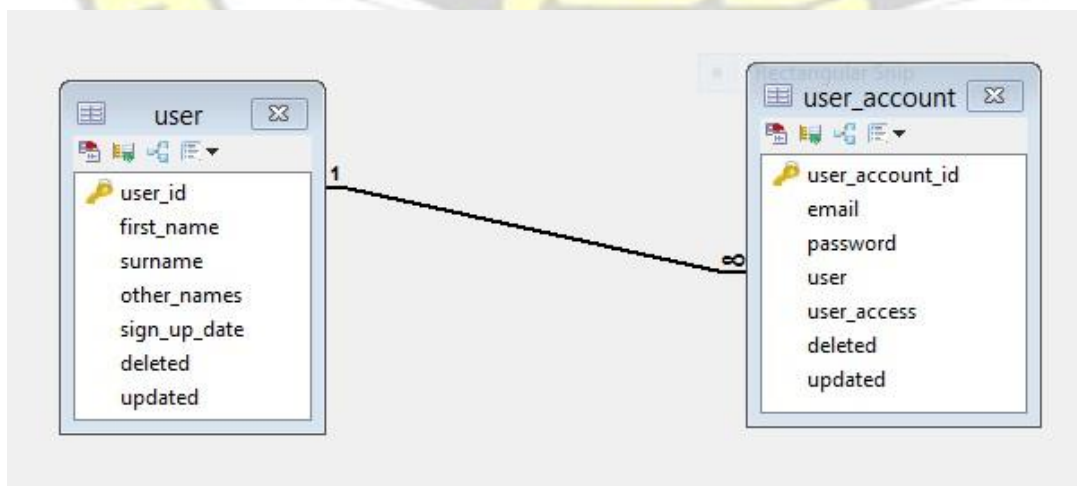 Rectangular Snip
user
user_id
first_name
surname
other_names
sign_up_date
deleted
updated
1
∞
user_account
user_account_id
email
password
user
user_access
deleted
updated